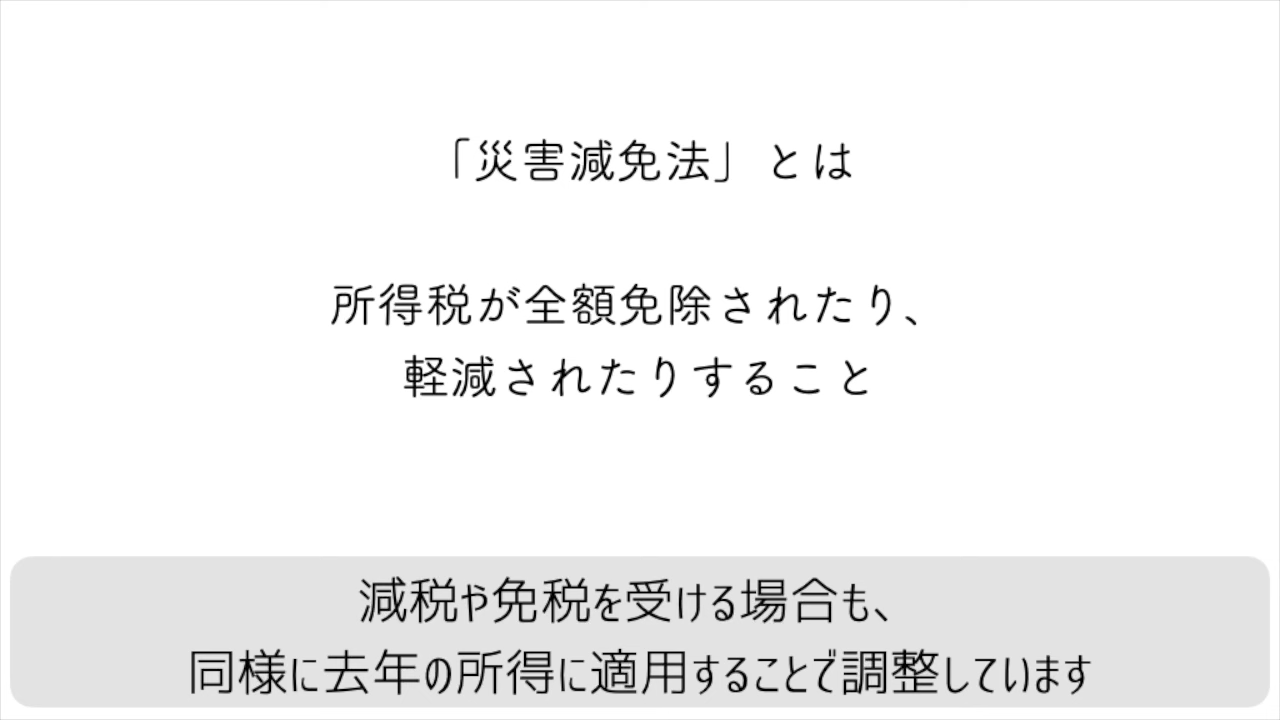 「災害減免法」とは
所得税が全額免除されたり、
軽減されたりすること
減税や免税を受ける場合も、
同様に去年の所得に適用することで調整しています